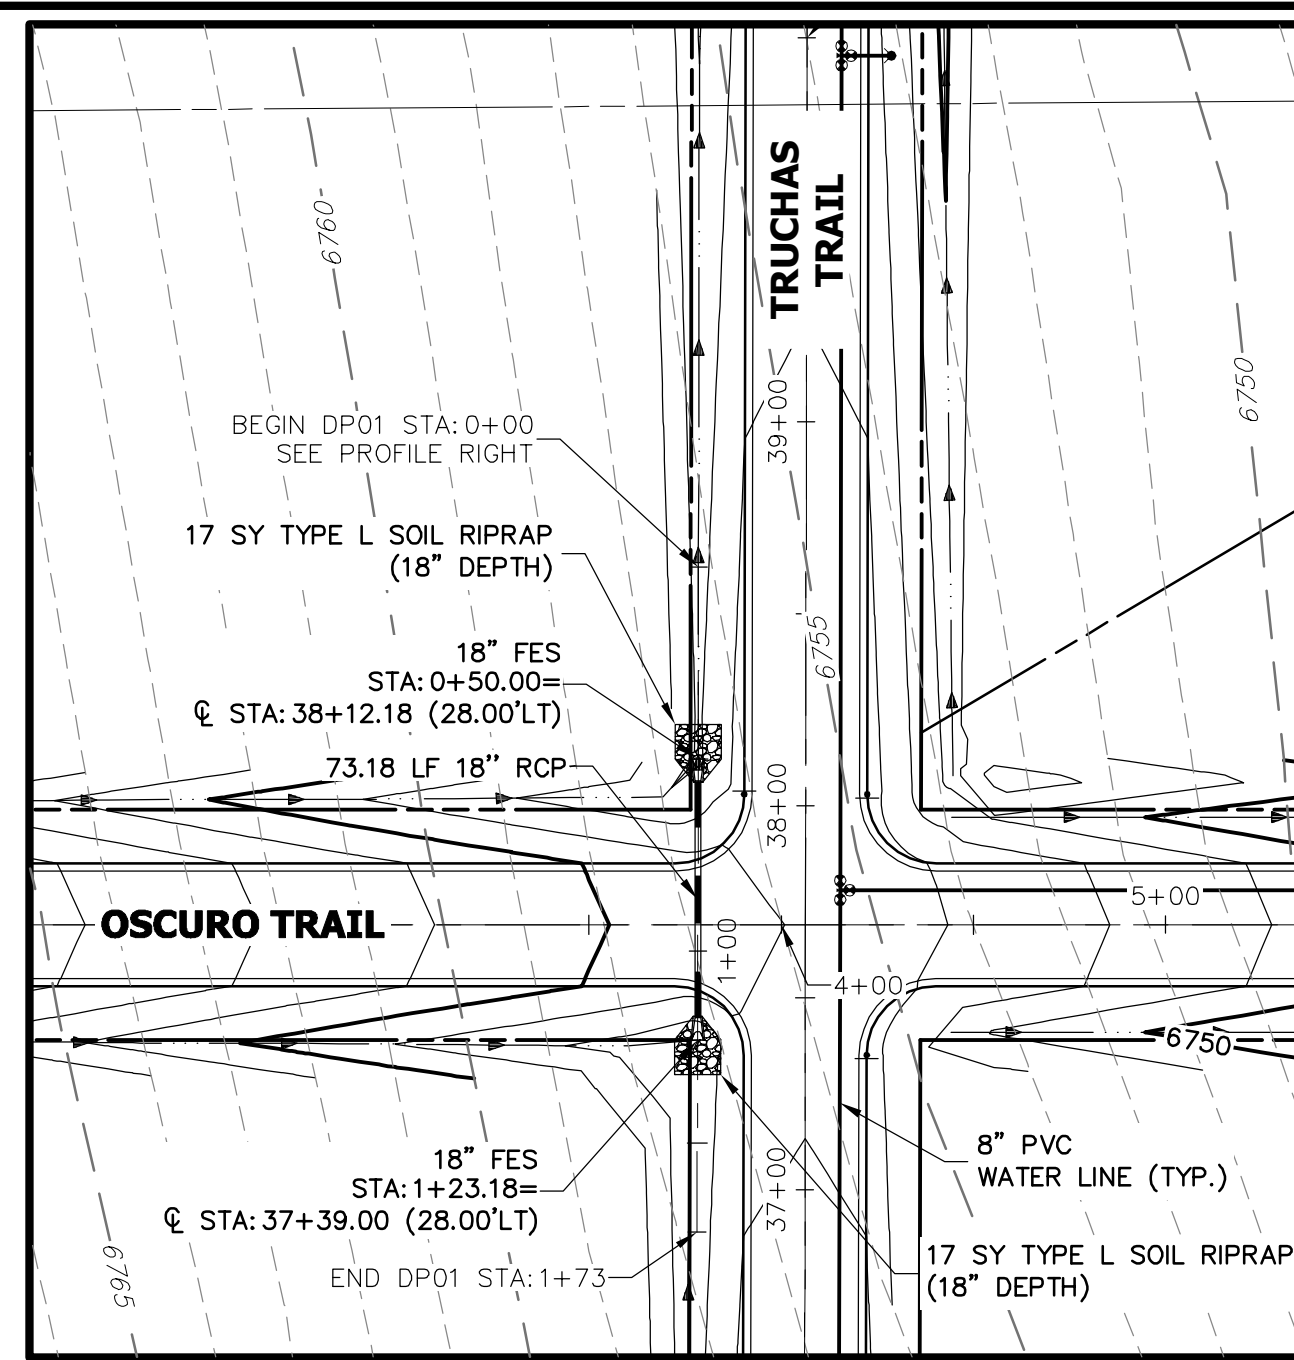 TRUCHAS
TRAIL
6760
6750
39+00
BEGIN DP01 STA: 0+00
SEE PROFILE RIGHT
17 SY TYPE L SOIL RIPRAP
(18" DEPTH)
6755
18" FES
STA: 0+50.00=
℄ STA: 38+12.18 (28.00'LT)
73.18 LF 18" RCP
38+00
OSCURO TRAIL
5+00
1+00
4+00
6750
18" FES
STA: 1+23.18=
℄ STA: 37+39.00 (28.00'LT)
37+00
8" PVC
WATER LINE (TYP.)
6765
END DP01 STA: 1+73
17 SY TYPE L SOIL RIPRAP
(18" DEPTH)